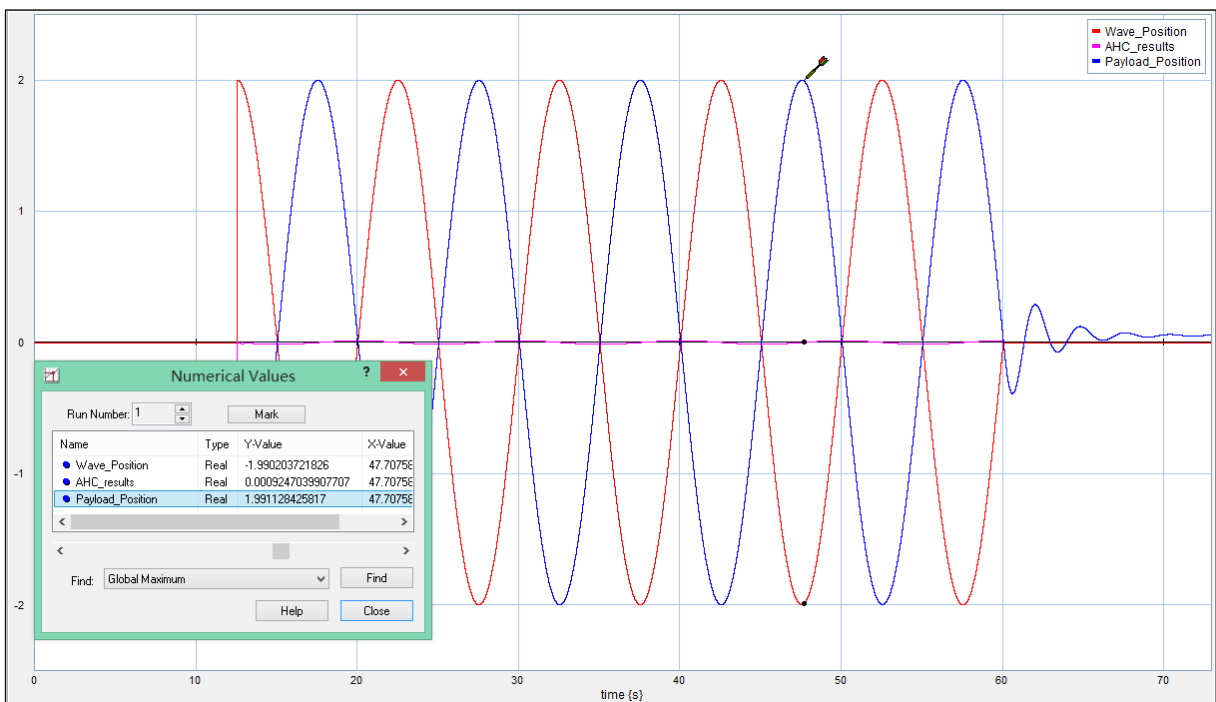 Wave_Position
AHC_results
Payload_Position
2
1
0
-1
-2
Numerical Values ? ×
Run Number: 1 Mark
Name Type Y-Value X-Value
Wave_Position Real -1.990203721826 47.70758
AHC_results Real 0.0009247039907707 47.70758
Payload_Position Real 1.991128425817 47.70758
Find: Global Maximum Find
Help Close
0 10 20 30 40 50 60 70
time {s}